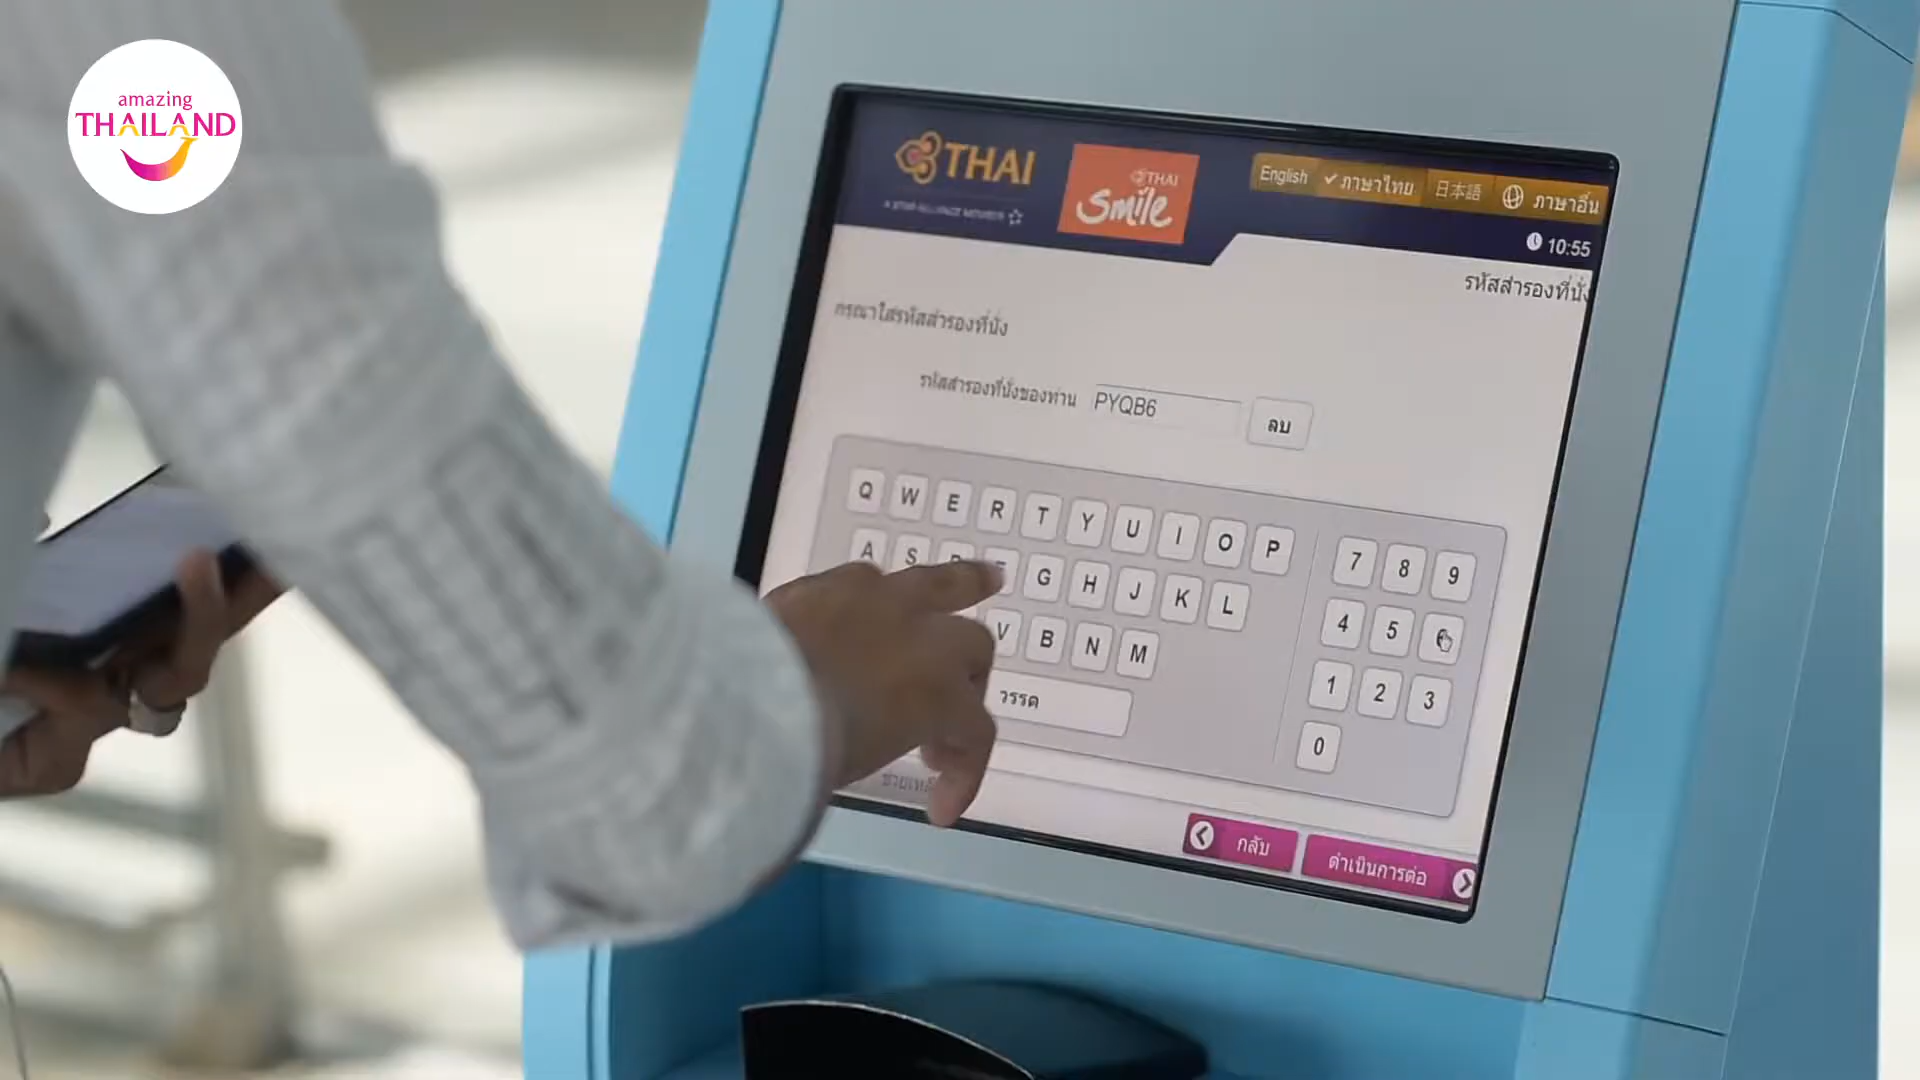 amazing
THAILAND
THAI
A STAR ALLIANCE MEMBER
THAI
smile
English ภาษาไทย 日本語 ภาษาอื่น
10:55
รหัสสำรองที่นั่ง
กรุณาใส่รหัสสำรองที่นั่ง
รหัสสำรองที่นั่งของท่าน PYQB6 ลบ
Q W E R T Y U I O P 7 8 9
A S F G H J K L 4 5 6
V B N M 1 2 3
วรรค 0
กลับ ดำเนินการต่อ